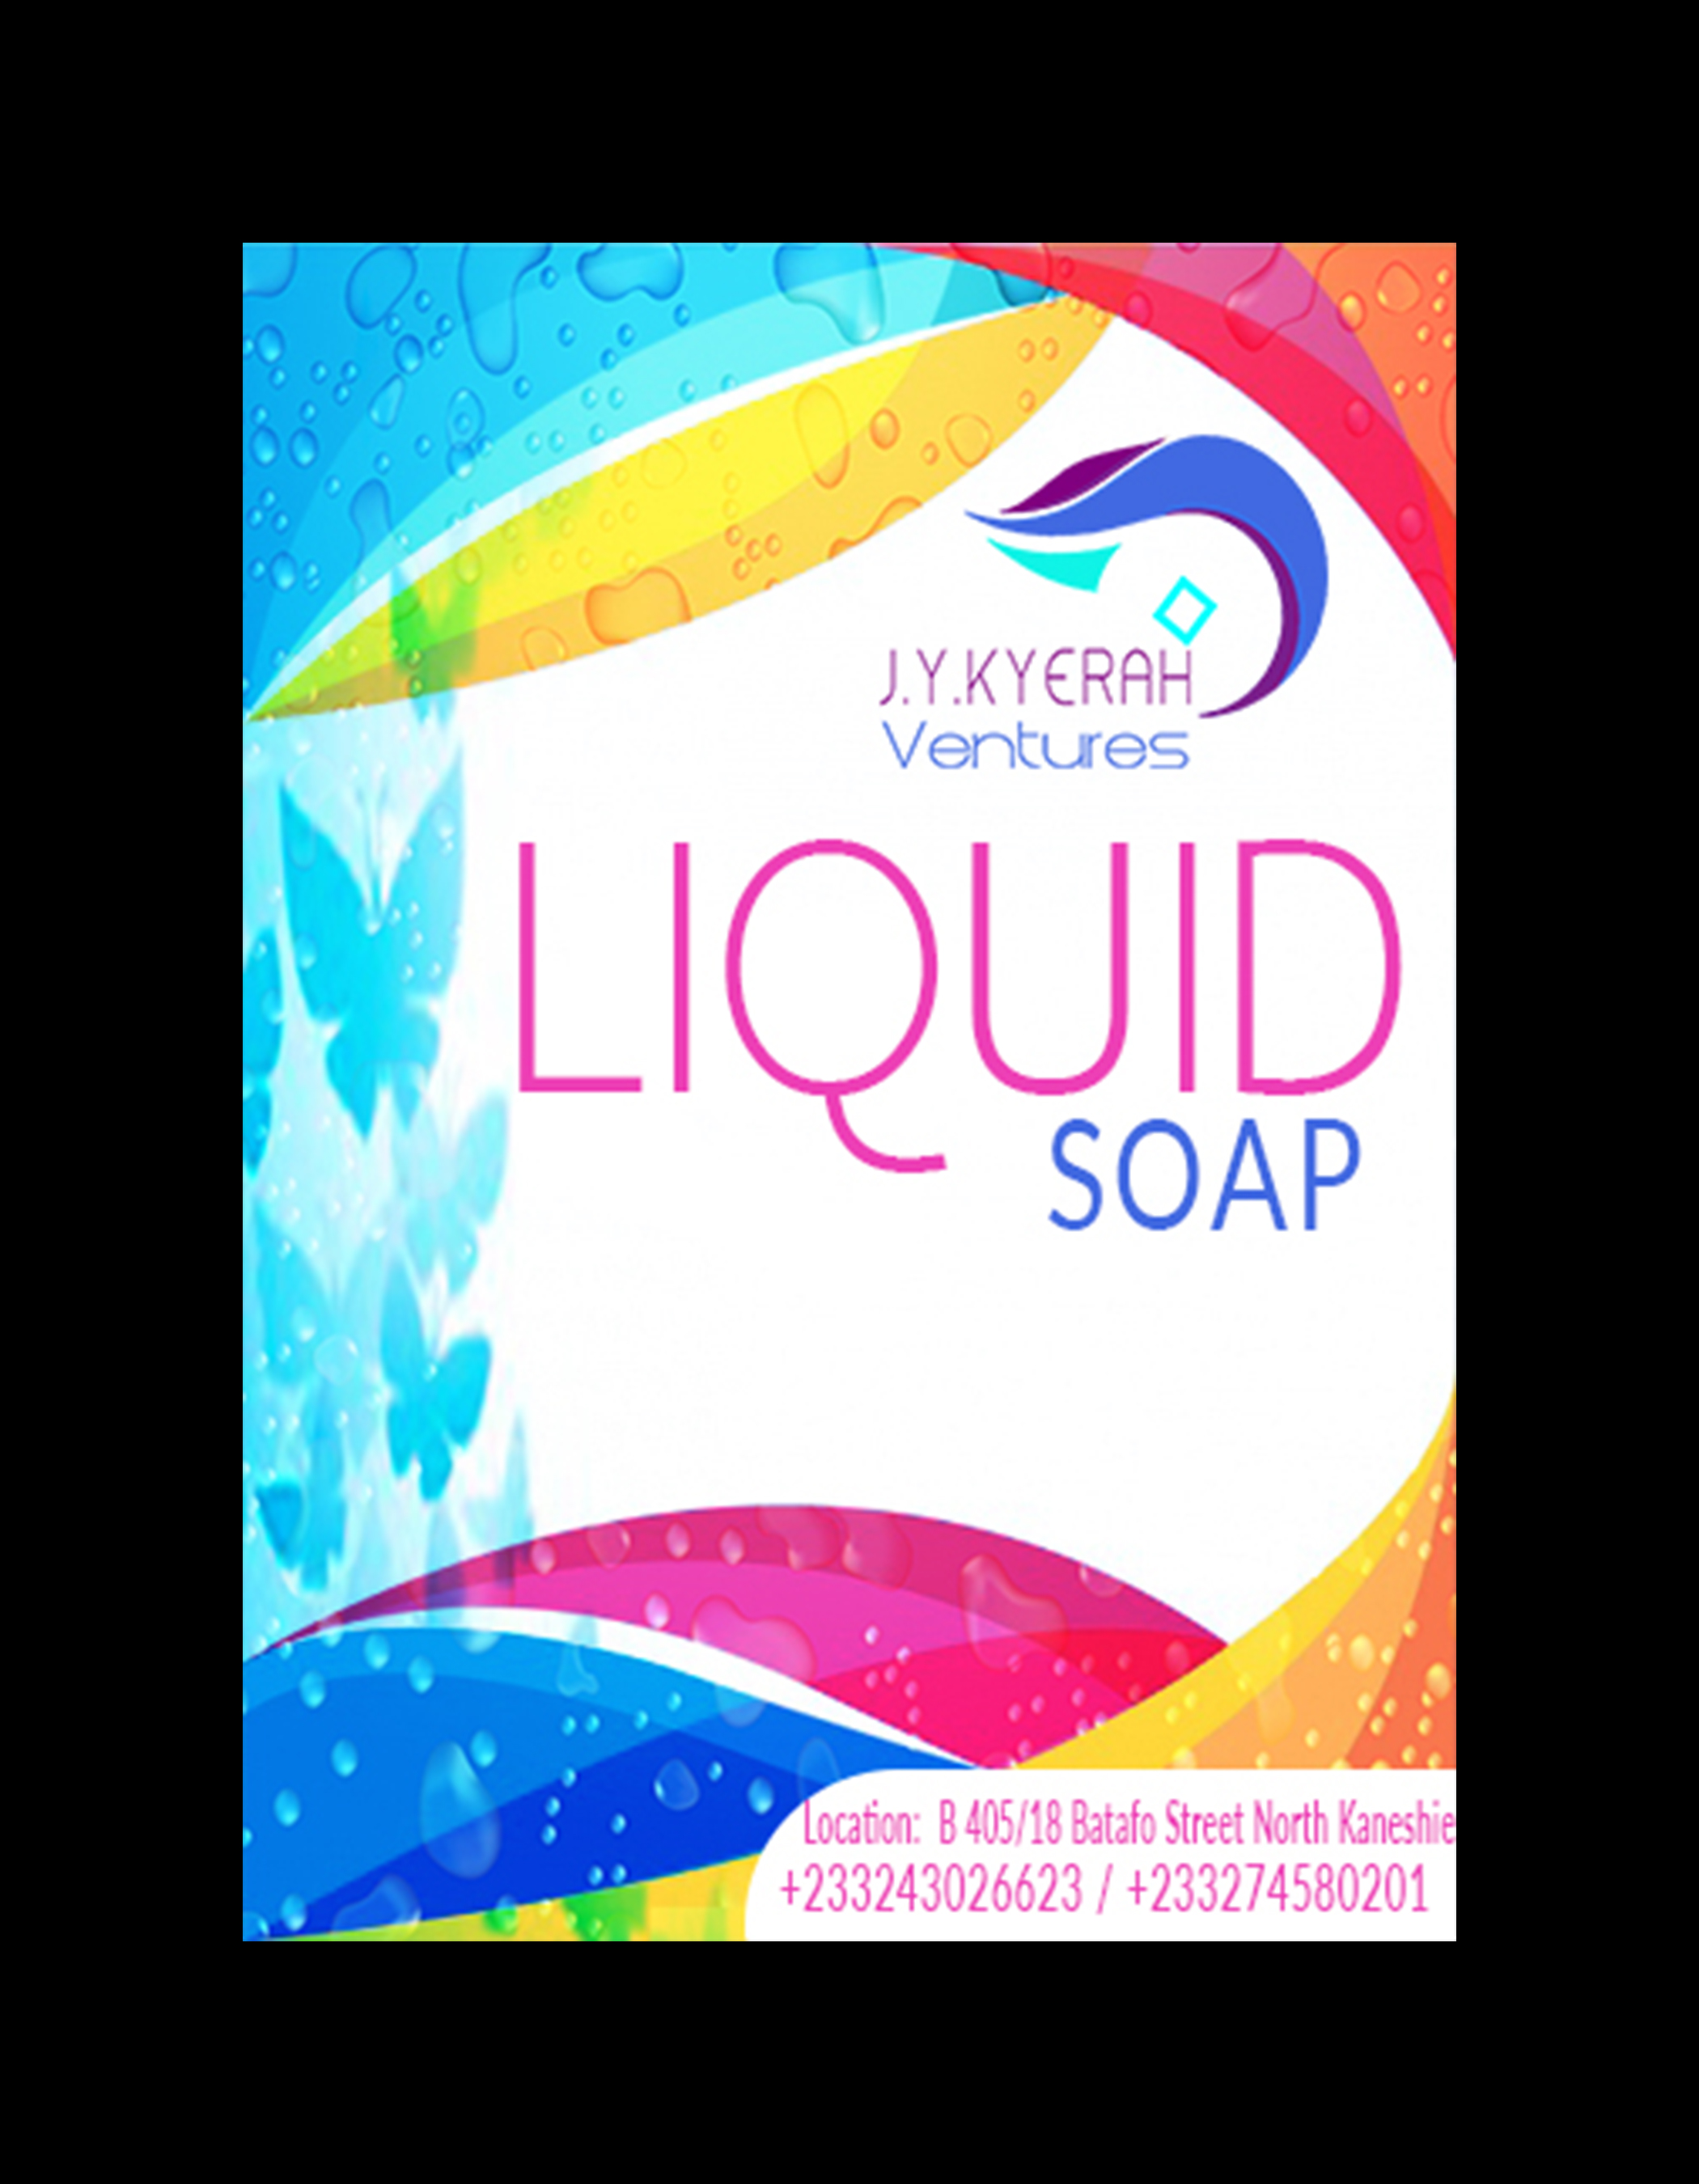 J.Y.KYERAH
Ventures
LIQUID
SOAP
Location: B 405/18 Batafo Street North Kaneshie
+233243026623 / +233274580201